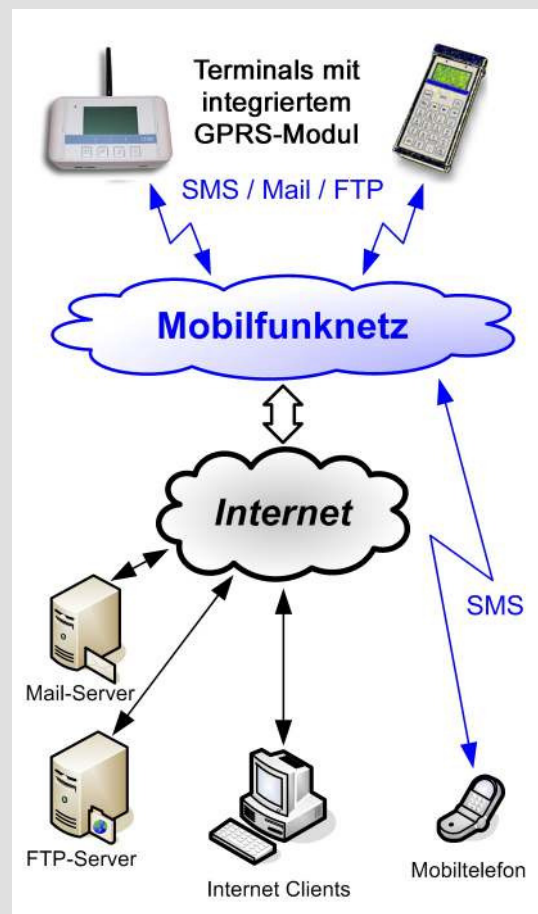 Terminals mit
integriertem
GPRS-Modul
SMS / Mail / FTP
Mobilfunknetz
Internet
SMS
Mail-Server
FTP-Server
Internet Clients
Mobiltelefon